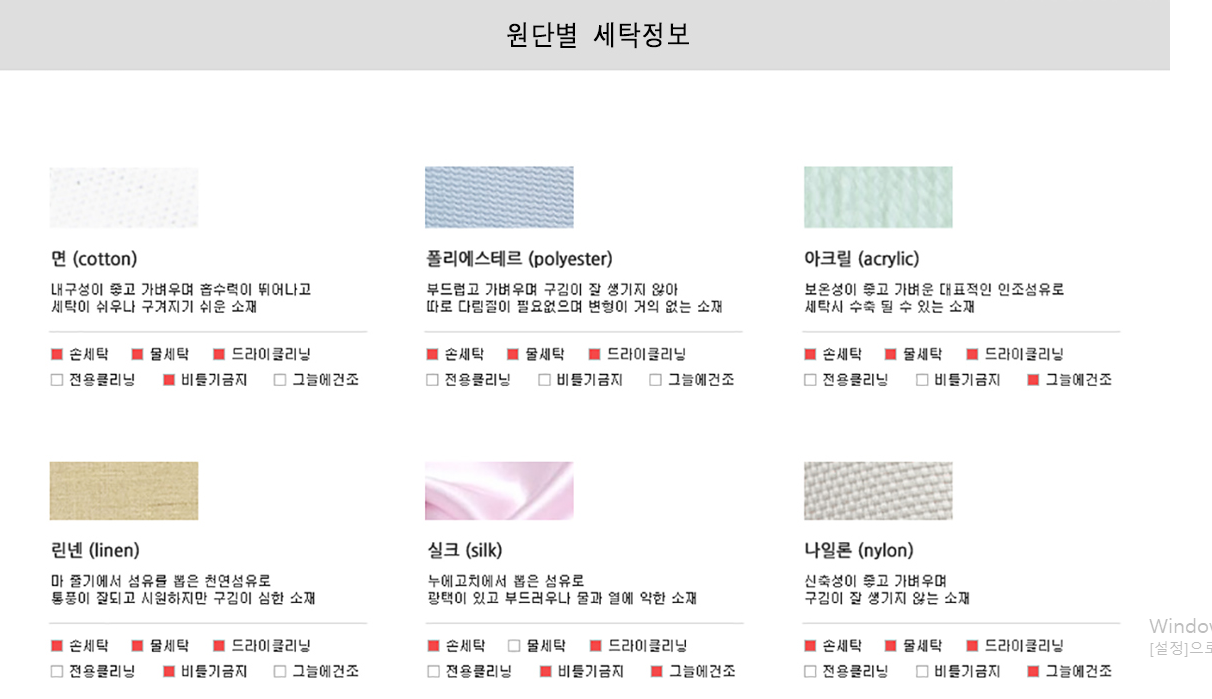 원단별 세탁정보
면 (cotton)
내구성이 좋고 가벼우며 흡수력이 뛰어나고
세탁이 쉬우나 구겨지기 쉬운 소재
손세탁 물세탁 드라이클리닝
전용클리닝 비틀기금지 그늘에건조
폴리에스테르 (polyester)
부드럽고 가벼우며 구김이 잘 생기지 않아
따로 다림질이 필요없으며 변형이 거의 없는 소재
손세탁 물세탁 드라이클리닝
전용클리닝 비틀기금지 그늘에건조
아크릴 (acrylic)
보온성이 좋고 가벼운 대표적인 인조섬유로
세탁시 수축 될 수 있는 소재
손세탁 물세탁 드라이클리닝
전용클리닝 비틀기금지 그늘에건조
린넨 (linen)
마 줄기에서 섬유를 뽑은 천연섬유로
통풍이 잘되고 시원하지만 구김이 심한 소재
손세탁 물세탁 드라이클리닝
전용클리닝 비틀기금지 그늘에건조
실크 (silk)
누에고치에서 뽑은 섬유로
광택이 있고 부드러우나 물과 열에 약한 소재
손세탁 물세탁 드라이클리닝
전용클리닝 비틀기금지 그늘에건조
나일론 (nylon)
신축성이 좋고 가벼우며
구김이 잘 생기지 않는 소재
손세탁 물세탁 드라이클리닝
전용클리닝 비틀기금지 그늘에건조
[설정]으로